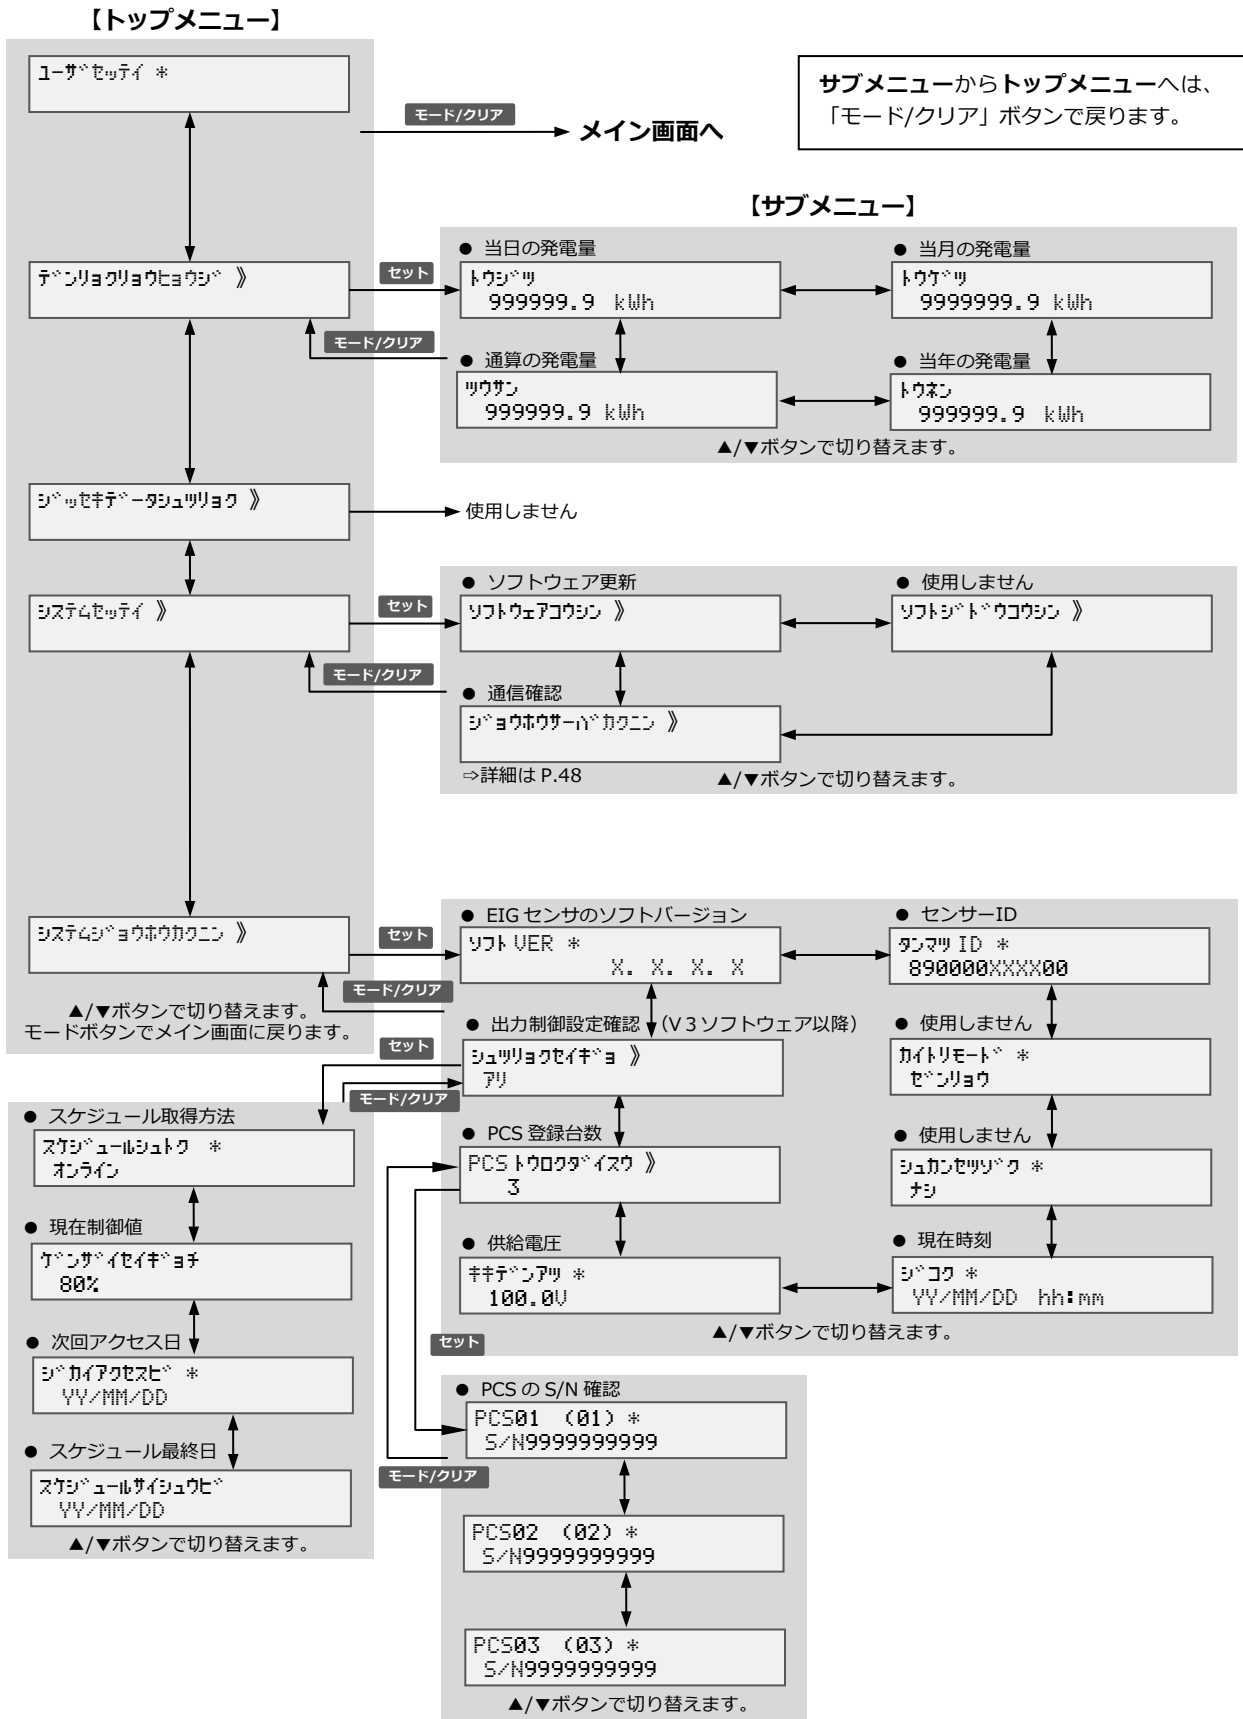 【トップメニュー】
ユーザ゛セッテイ ＊
モード/クリア
メイン画面へ
サブメニューからトップメニューへは、
「モード/クリア」ボタンで戻ります。
【サブメニュー】
デンリョクリョウヒョウジ 》
セット
モード/クリア
● 当日の発電量
トウジツ
999999.9 kWh
● 当月の発電量
トウゲツ
9999999.9 kWh
● 通算の発電量
ツウサン
999999.9 kWh
● 当年の発電量
トウネン
999999.9 kWh
▲/▼ボタンで切り替えます。
ジッセキデータシュツリョク 》
使用しません
システムセッテイ 》
セット
モード/クリア
● ソフトウェア更新
ソフトウェアコウシン 》
● 使用しません
ソフトジドウコウシン 》
● 通信確認
ジョウホウサーバカクニン 》
⇨詳細は P.48
▲/▼ボタンで切り替えます。
システムジョウホウカクニン 》
セット
モード/クリア
▲/▼ボタンで切り替えます。
モードボタンでメイン画面に戻ります。
● EIG センサのソフトバージョン
ソフト VER ＊
X. X. X. X
● センサーID
タンマツ ID ＊
890000XXXX00
● 出力制御設定確認 （V３ソフトウェア以降）
シュツリョクセイギョ 》
アリ
セット
モード/クリア
● 使用しません
カイトリモード ＊
ゼンリョウ
● PCS 登録台数
PCSトウロクダイスウ 》
3
● 使用しません
シュカンセツゾク ＊
ナシ
● 供給電圧
キキデンアツ ＊
100.0V
● 現在時刻
ジコク ＊
YY/MM/DD hh:mm
▲/▼ボタンで切り替えます。
● スケジュール取得方法
スケジュールシュトク ＊
オンライン
● 現在制御値
ゲンザイセイギョチ
80%
● 次回アクセス日
ジカイアクセスビ ＊
YY/MM/DD
● スケジュール最終日
スケジュールサイシュウビ
YY/MM/DD
▲/▼ボタンで切り替えます。
セット
モード/クリア
● PCS の S/N 確認
PCS01 (01) ＊
S/N9999999999
PCS02 (02) ＊
S/N9999999999
PCS03 (03) ＊
S/N9999999999
▲/▼ボタンで切り替えます。